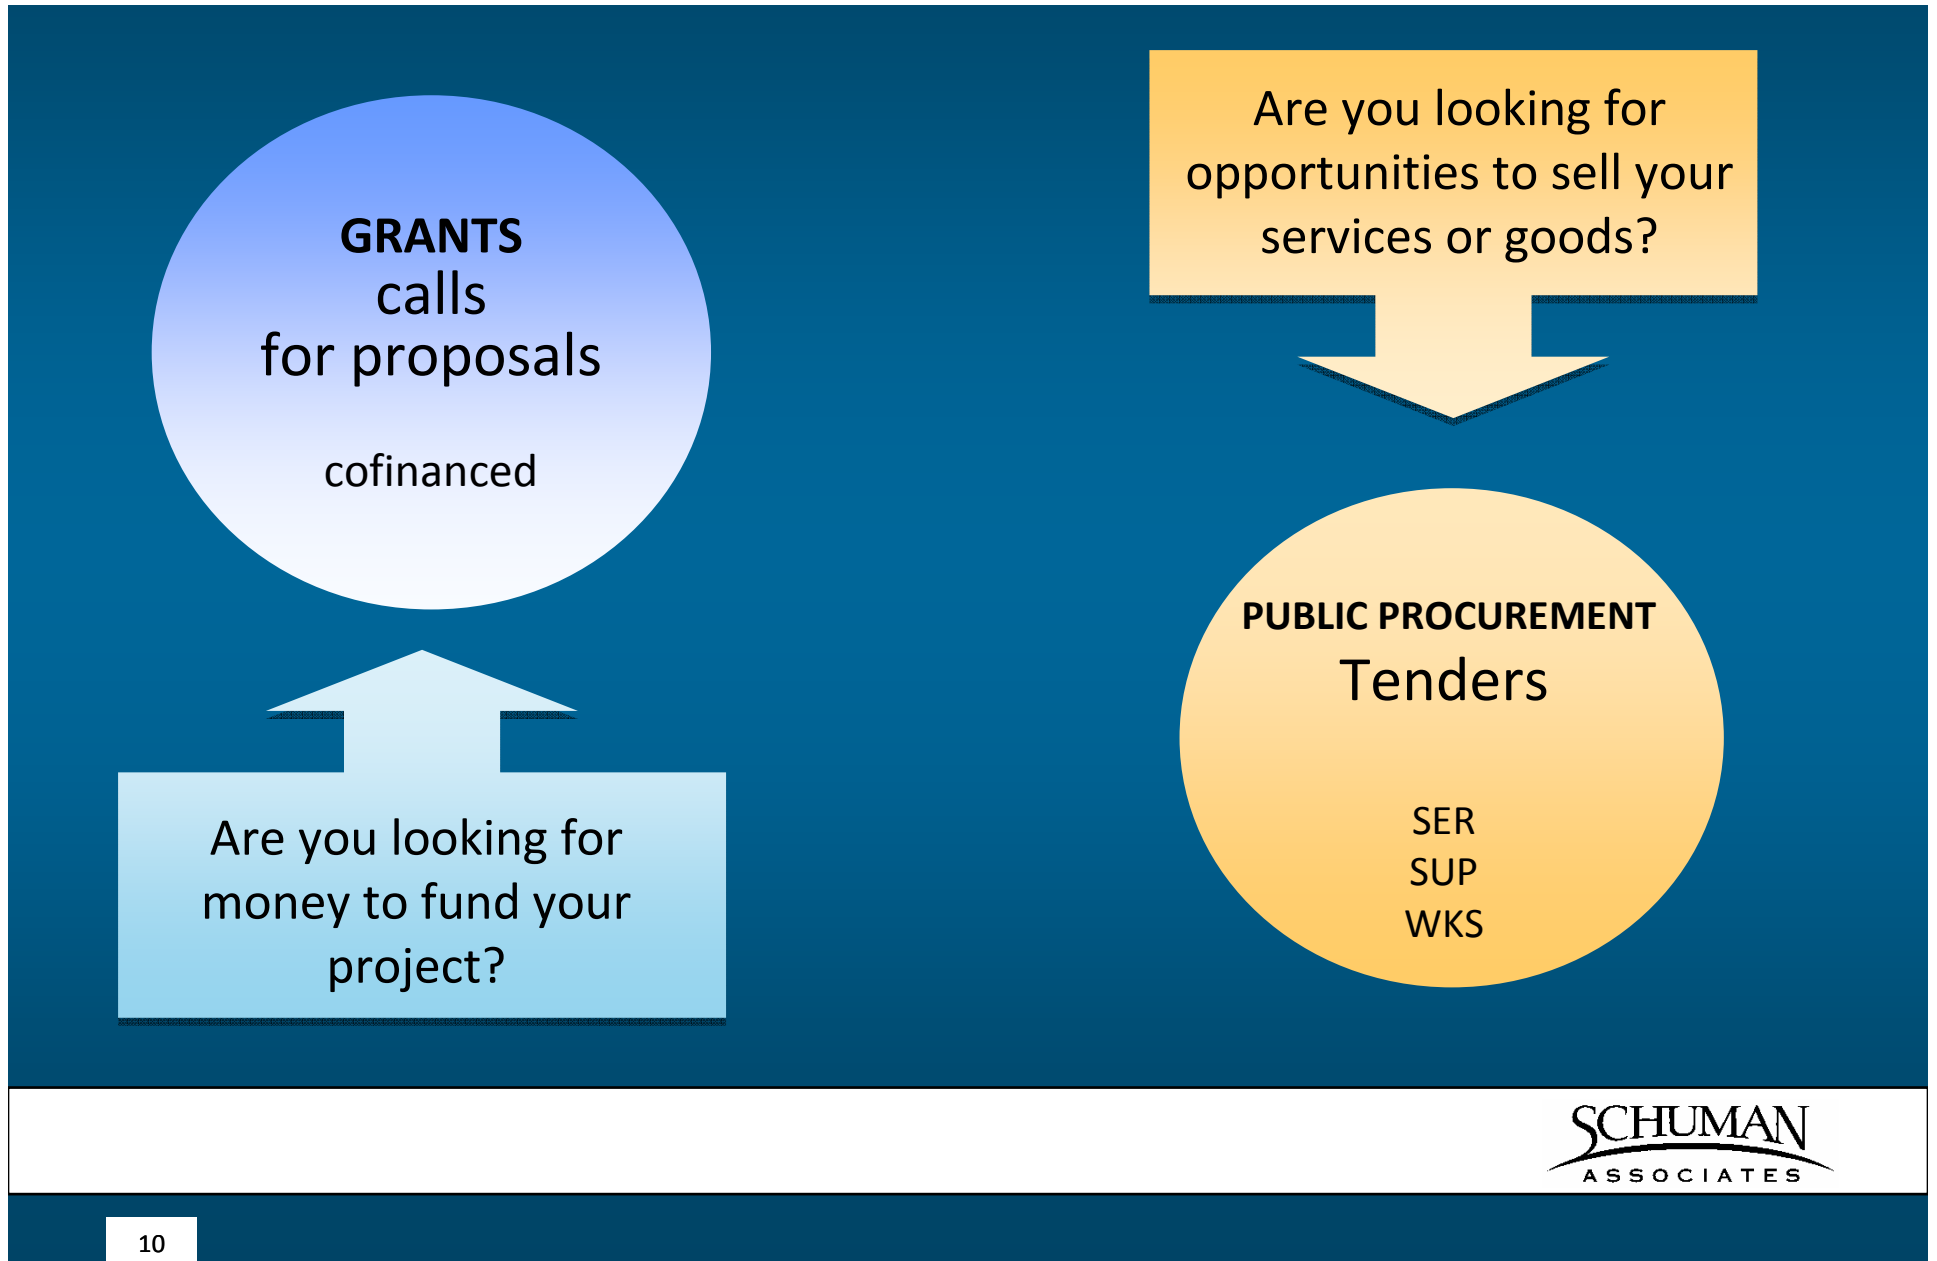 GRANTS
calls
for proposals
cofinanced
Are you looking for
money to fund your
project?
Are you looking for
opportunities to sell your
services or goods?
PUBLIC PROCUREMENT
Tenders
SER
SUP
WKS
SCHUMAN
ASSOCIATES
10